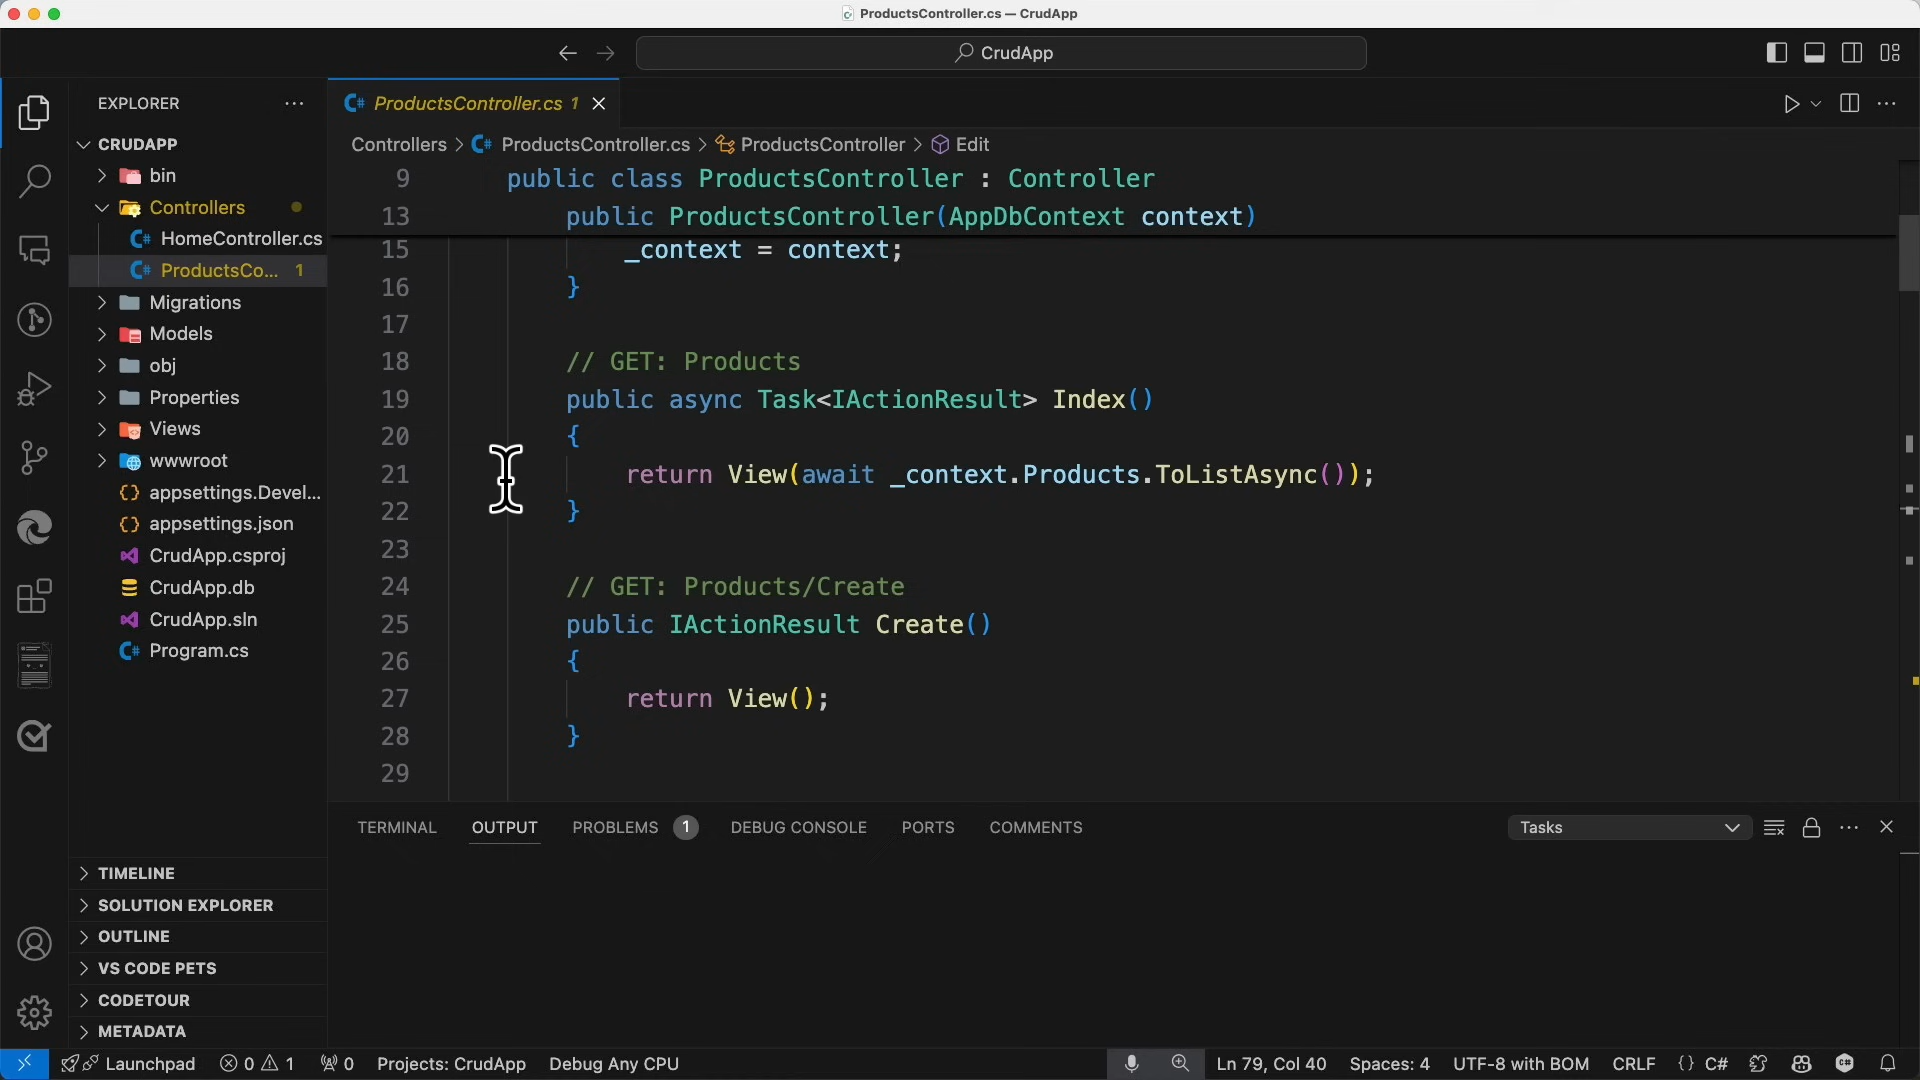 ProductsController.cs — CrudApp
CrudApp
EXPLORER
CRUDAPP
bin
Controllers
HomeController.cs
ProductsCo... 1
Migrations
Models
obj
Properties
Views
wwwroot
appsettings.Devel...
appsettings.json
CrudApp.csproj
CrudApp.db
CrudApp.sln
Program.cs
TIMELINE
SOLUTION EXPLORER
OUTLINE
VS CODE PETS
CODETOUR
METADATA
ProductsController.cs 1
Controllers > ProductsController.cs > ProductsController > Edit
9 public class ProductsController : Controller
13 public ProductsController(AppDbContext context)
15 _context = context;
16 }
17
18 // GET: Products
19 public async Task<IActionResult> Index()
20 {
21 return View(await _context.Products.ToListAsync());
22 }
23
24 // GET: Products/Create
25 public IActionResult Create()
26 {
27 return View();
28 }
29
TERMINAL OUTPUT PROBLEMS 1 DEBUG CONSOLE PORTS COMMENTS Tasks
Launchpad 0 1 0 Projects: CrudApp Debug Any CPU Ln 79, Col 40 Spaces: 4 UTF-8 with BOM CRLF {} C#